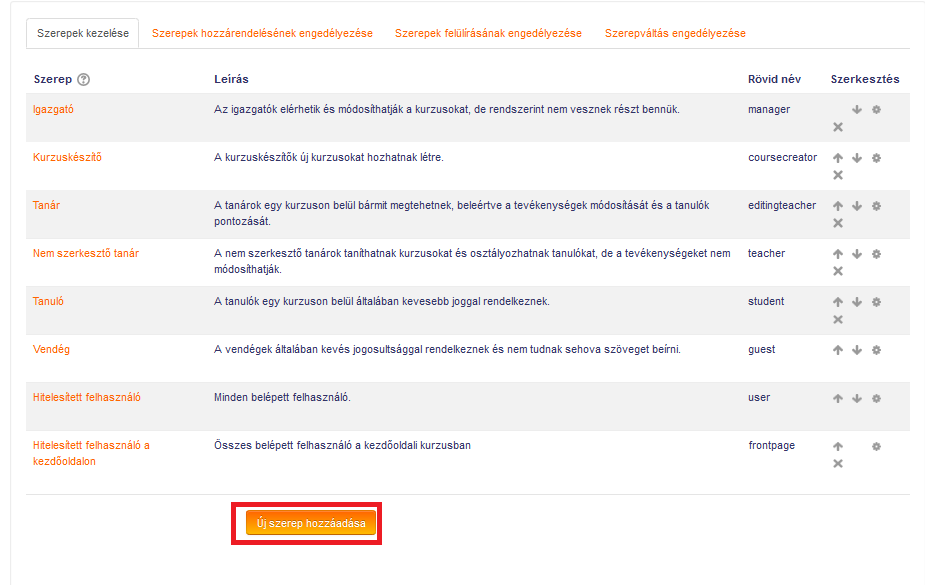 Szerepek kezelése Szerepek hozzárendelésének engedélyezése Szerepek felülírásának engedélyezése Szerepváltás engedélyezése
Szerep Leírás Rövid név Szerkesztés
Igazgató Az igazgatók elérhetik és módosíthatják a kurzusokat, de rendszerint nem vesznek részt bennük. manager
Kurzuskészítő A kurzuskészítők új kurzusokat hozhatnak létre. coursecreator
Tanár A tanárok egy kurzuson belül bármit megtehetnek, beleértve a tevékenységek módosítását és a tanulók editingteacher
pontozását.
Nem szerkesztő tanár A nem szerkesztő tanárok taníthatnak kurzusokat és osztályozhatnak tanulókat, de a tevékenységeket nem teacher
módosíthatják.
Tanuló A tanulók egy kurzuson belül általában kevesebb joggal rendelkeznek. student
Vendég A vendégek általában kevés jogosultsággal rendelkeznek és nem tudnak sehova szöveget beírni. guest
Hitelesített felhasználó Minden belépett felhasználó. user
Hitelesített felhasználó a Összes belépett felhasználó a kezdőoldali kurzusban frontpage
kezdőoldalon
Új szerep hozzáadása